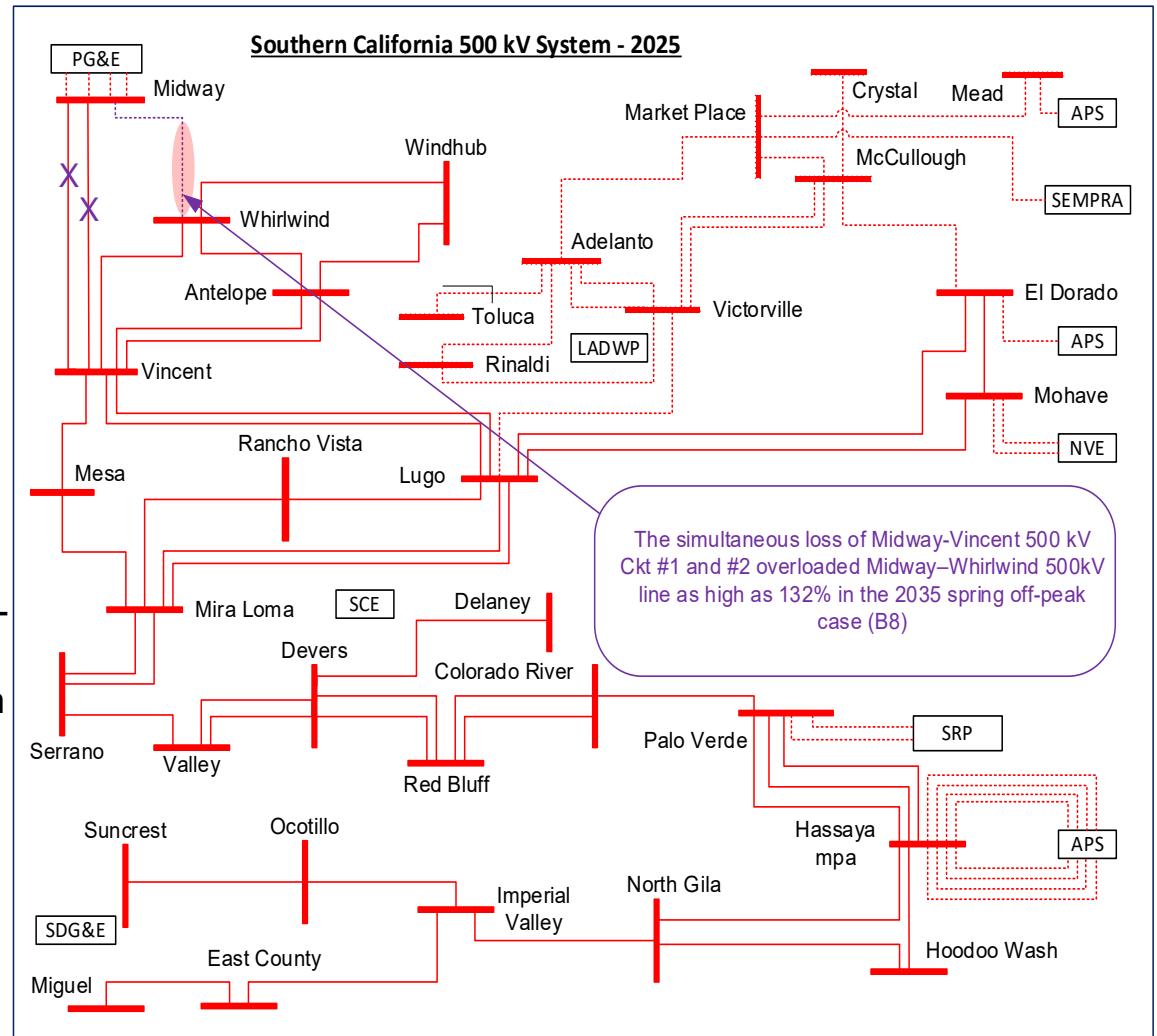 Southern California 500 kV System - 2025
PG&E
Midway
Crystal
Mead
Market Place
APS
Windhub
McCullough
X
X
SEMPRA
Whirlwind
Adelanto
Antelope
El Dorado
Toluca
Victorville
LADWP
APS
Rinaldi
Vincent
Mohave
Rancho Vista
NVE
Mesa
Lugo
The simultaneous loss of Midway-Vincent 500 kV
Ckt #1 and #2 overloaded Midway–Whirlwind 500kV
line as high as 132% in the 2035 spring off-peak
case (B8)
SCE
Delaney
Mira Loma
Devers
Colorado River
Serrano
Valley
Red Bluff
Palo Verde
SRP
Suncrest
Ocotillo
Hassaya
mpa
APS
North Gila
Imperial
Valley
SDG&E
East County
Hoodoo Wash
Miguel